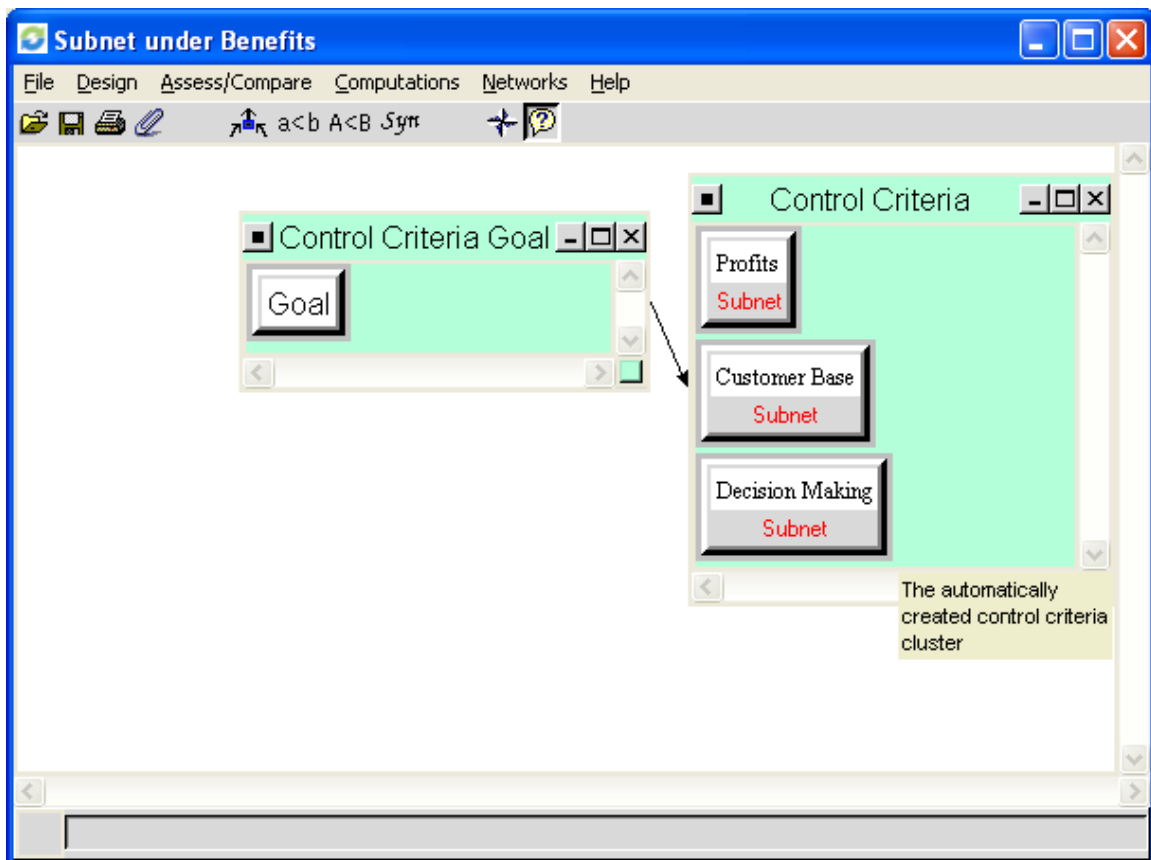 Subnet under Benefits
File Design Assess/Compare Computations Networks Help
a<b A<B Syn
Control Criteria Goal
Goal
Control Criteria
Profits
Subnet
Customer Base
Subnet
Decision Making
Subnet
The automatically
created control criteria
cluster